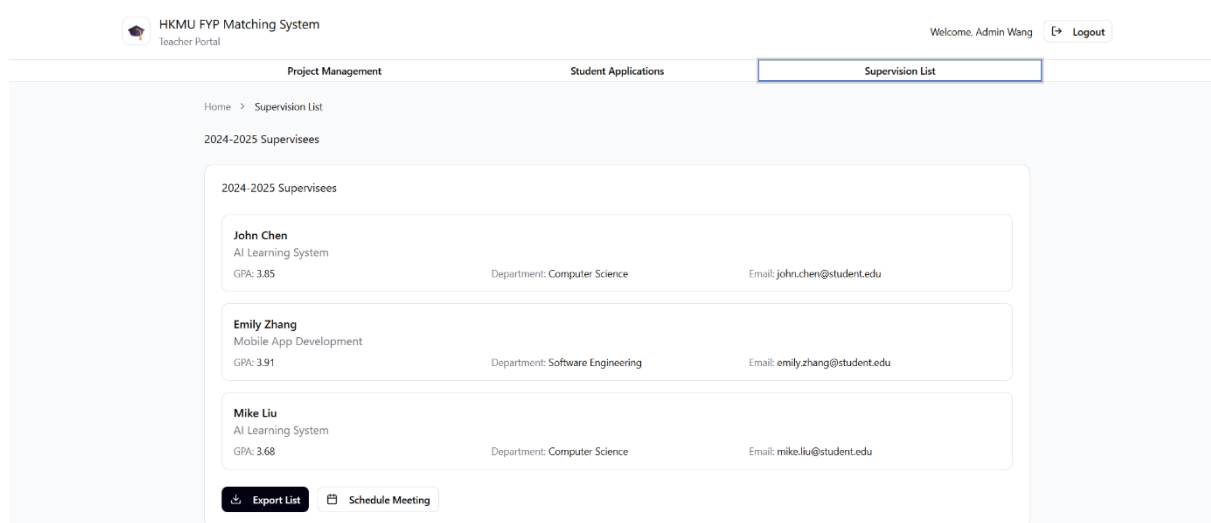 HKMU FYP Matching System
Teacher Portal
Welcome, Admin Wang
Logout
Project Management
Student Applications
Supervision List
Home > Supervision List
2024-2025 Supervisees
2024-2025 Supervisees
John Chen
AI Learning System
GPA: 3.85 Department: Computer Science Email: john.chen@student.edu
Emily Zhang
Mobile App Development
GPA: 3.91 Department: Software Engineering Email: emily.zhang@student.edu
Mike Liu
AI Learning System
GPA: 3.68 Department: Computer Science Email: mike.liu@student.edu
Export List
Schedule Meeting